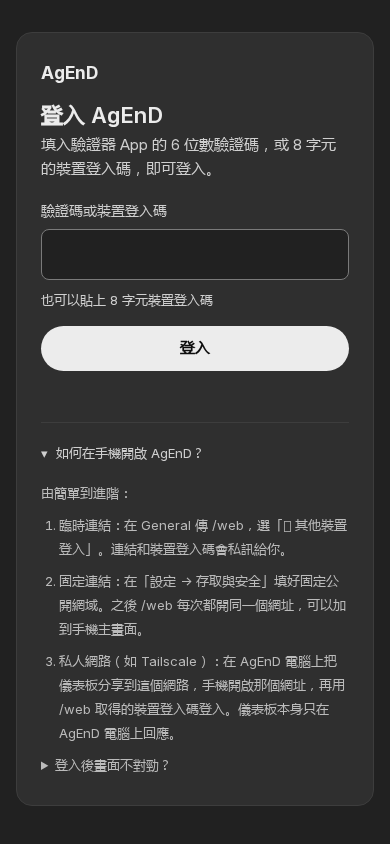 AgEnD
登入 AgEnD
填入驗證器 App 的 6 位數驗證碼，或 8 字元
的裝置登入碼，即可登入。
驗證碼或裝置登入碼
也可以貼上 8 字元裝置登入碼
登入
▾ 如何在手機開啟 AgEnD？
由簡單到進階：
1. 臨時連結：在 General 傳 /web，選「▯ 其他裝置
登入」。連結和裝置登入碼會私訊給你。
2. 固定連結：在「設定 → 存取與安全」填好固定公
開網域。之後 /web 每次都開同一個網址，可以加
到手機主畫面。
3. 私人網路（如 Tailscale）：在 AgEnD 電腦上把
儀表板分享到這個網路，手機開啟那個網址，再用
/web 取得的裝置登入碼登入。儀表板本身只在
AgEnD 電腦上回應。
▶ 登入後畫面不對勁？